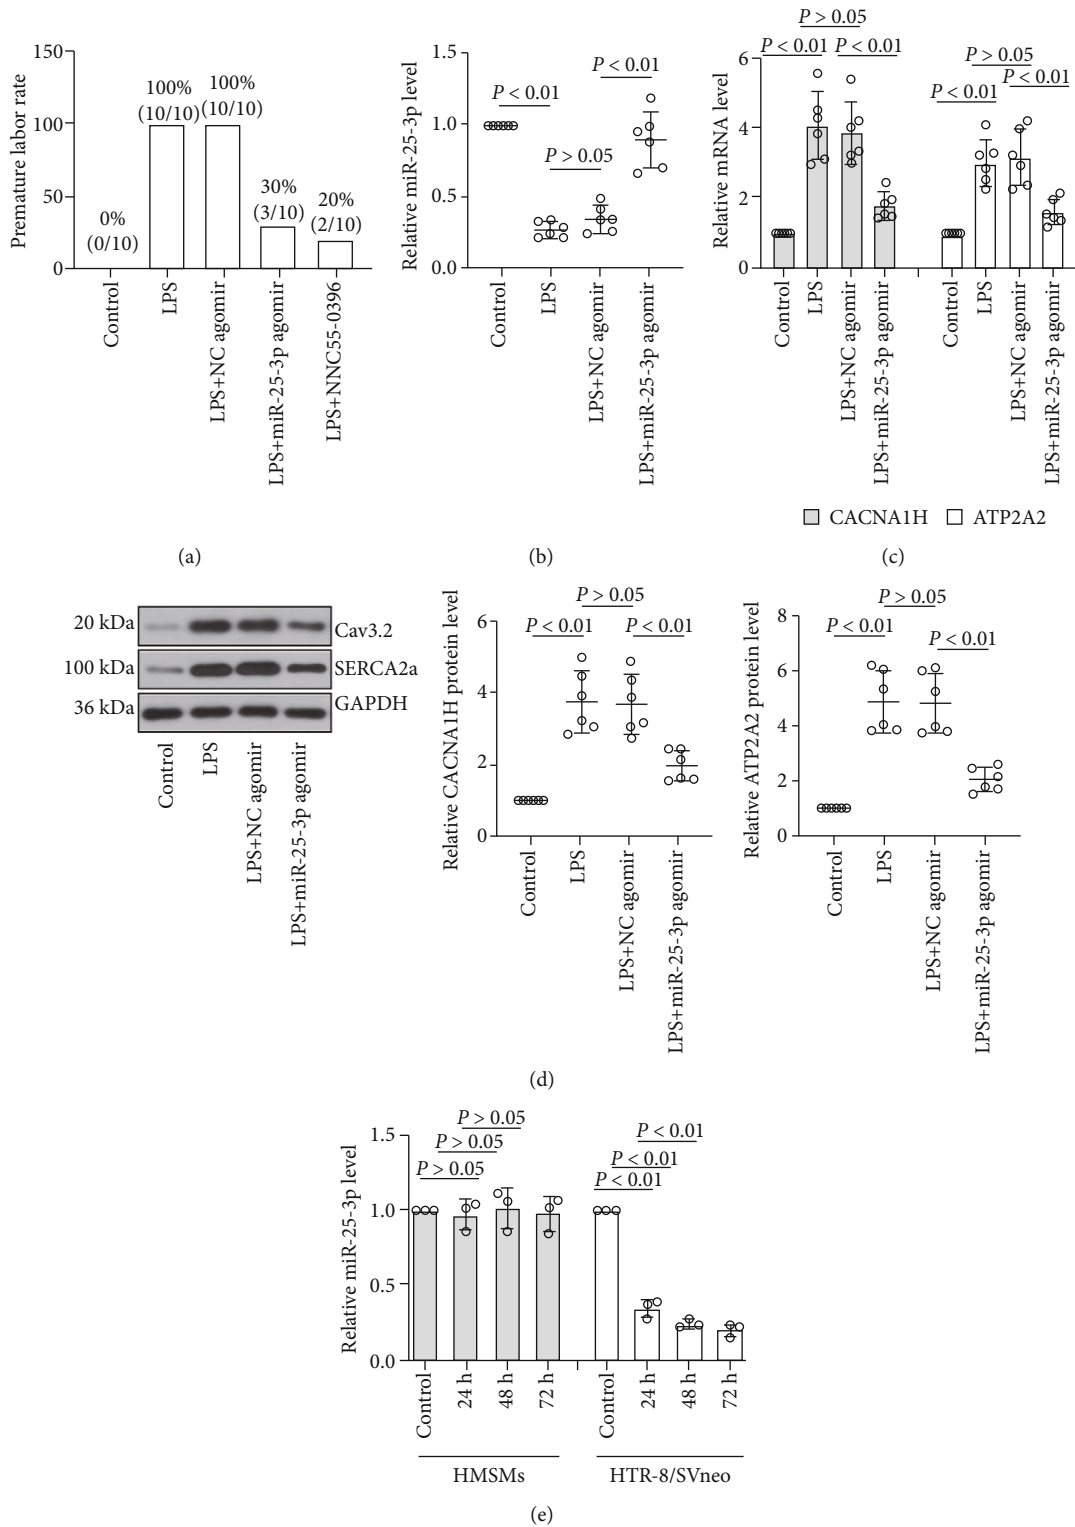 Premature labor rate
150
100
50
0
0%
(0/10)
100%
(10/10)
100%
(10/10)
30%
(3/10)
20%
(2/10)
Control
LPS
LPS+NC agomir
LPS+miR-25-3p agomir
LPS+NNC55-0396
(a)
Relative miR-25-3p level
1.5
1.0
0.5
0.0
P < 0.01
P > 0.05
P < 0.01
Control
LPS
LPS+NC agomir
LPS+miR-25-3p agomir
(b)
Relative mRNA level
6
4
2
0
P < 0.01
P > 0.05
P < 0.01
P < 0.01
P > 0.05
P < 0.01
Control
LPS
LPS+NC agomir
LPS+miR-25-3p agomir
Control
LPS
LPS+NC agomir
LPS+miR-25-3p agomir
CACNA1H
ATP2A2
(c)
20 kDa
Cav3.2
100 kDa
SERCA2a
36 kDa
GAPDH
Control
LPS
LPS+NC agomir
LPS+miR-25-3p agomir
Relative CACNA1H protein level
6
4
2
0
P < 0.01
P > 0.05
P < 0.01
Control
LPS
LPS+NC agomir
LPS+miR-25-3p agomir
Relative ATP2A2 protein level
8
6
4
2
0
P < 0.01
P > 0.05
P < 0.01
Control
LPS
LPS+NC agomir
LPS+miR-25-3p agomir
(d)
Relative miR-25-3p level
1.5
1.0
0.5
0.0
P > 0.05
P > 0.05
P > 0.05
P < 0.01
P < 0.01
P < 0.01
Control
24 h
48 h
72 h
Control
24 h
48 h
72 h
HMSMs
HTR-8/SVneo
(e)